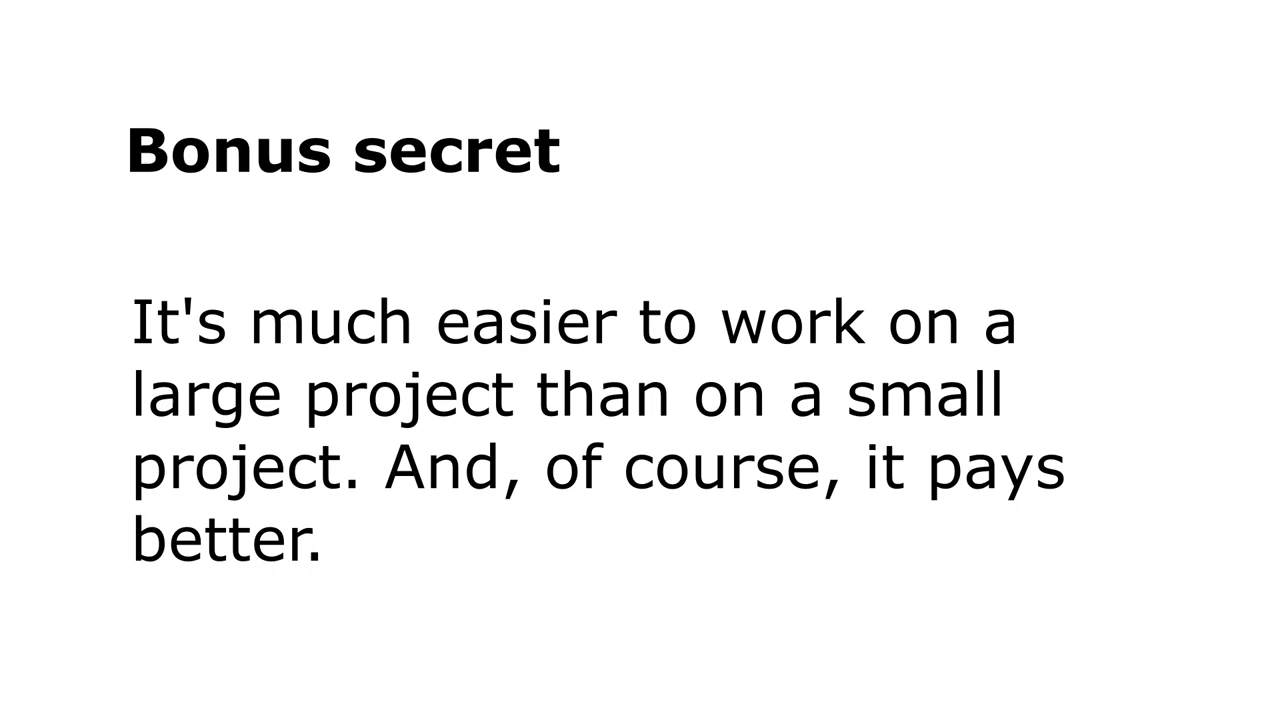 Bonus secret
It's much easier to work on a
large project than on a small
project. And, of course, it pays
better.